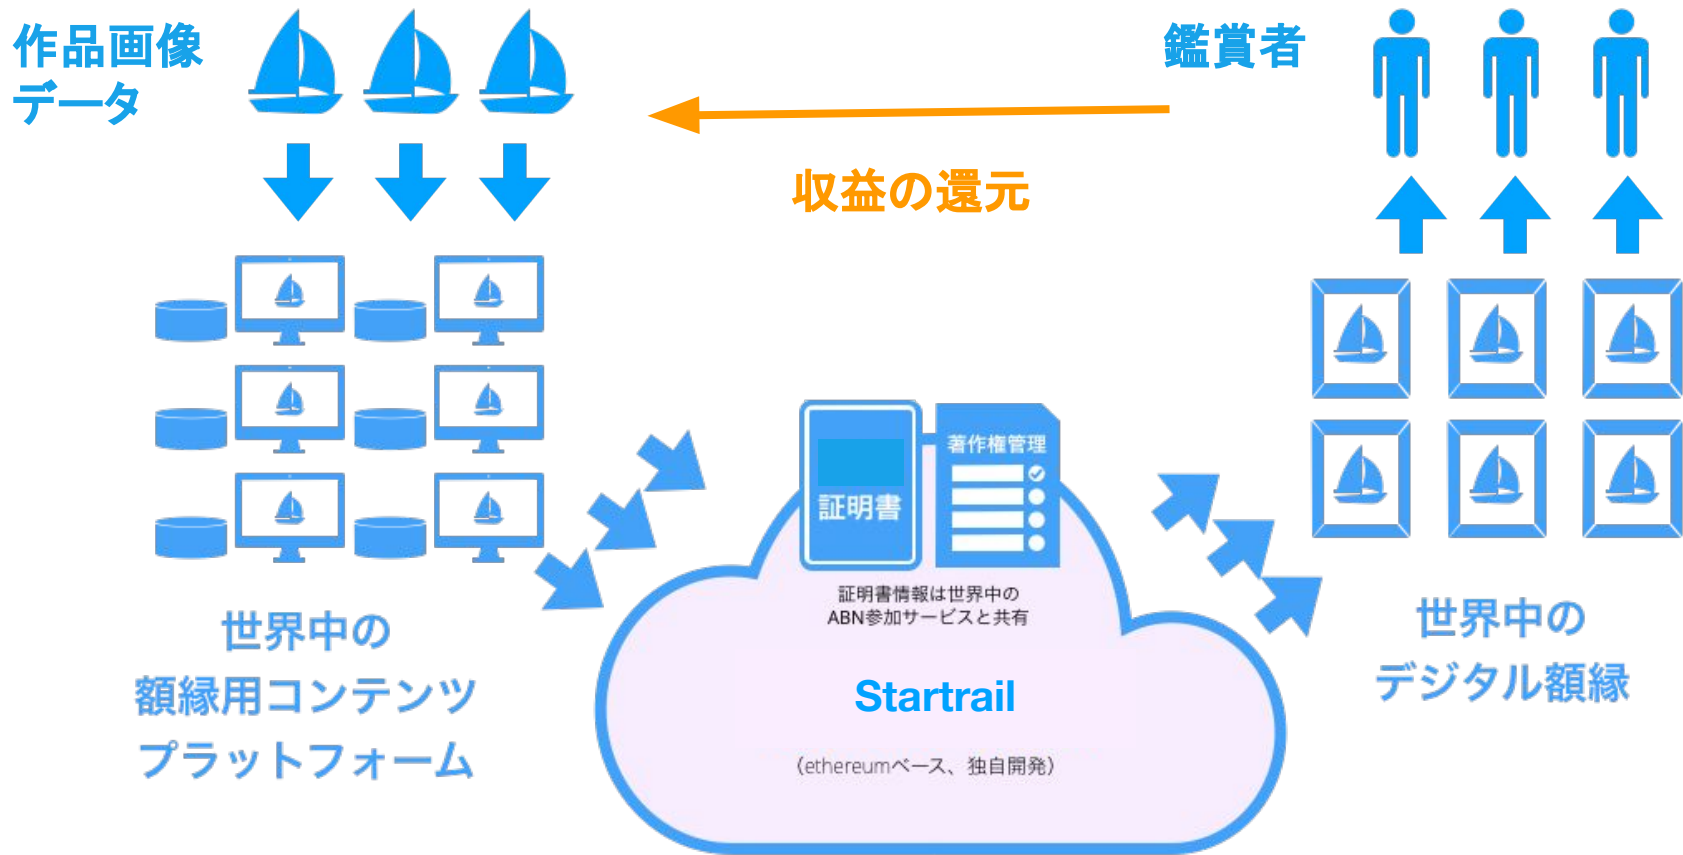 作品画像
データ
鑑賞者
収益の還元
著作権管理
証明書
証明書情報は世界中の
ABN参加サービスと共有
Startrail
（ethereumベース、独自開発）
世界中の
額縁用コンテンツ
プラットフォーム
世界中の
デジタル額縁